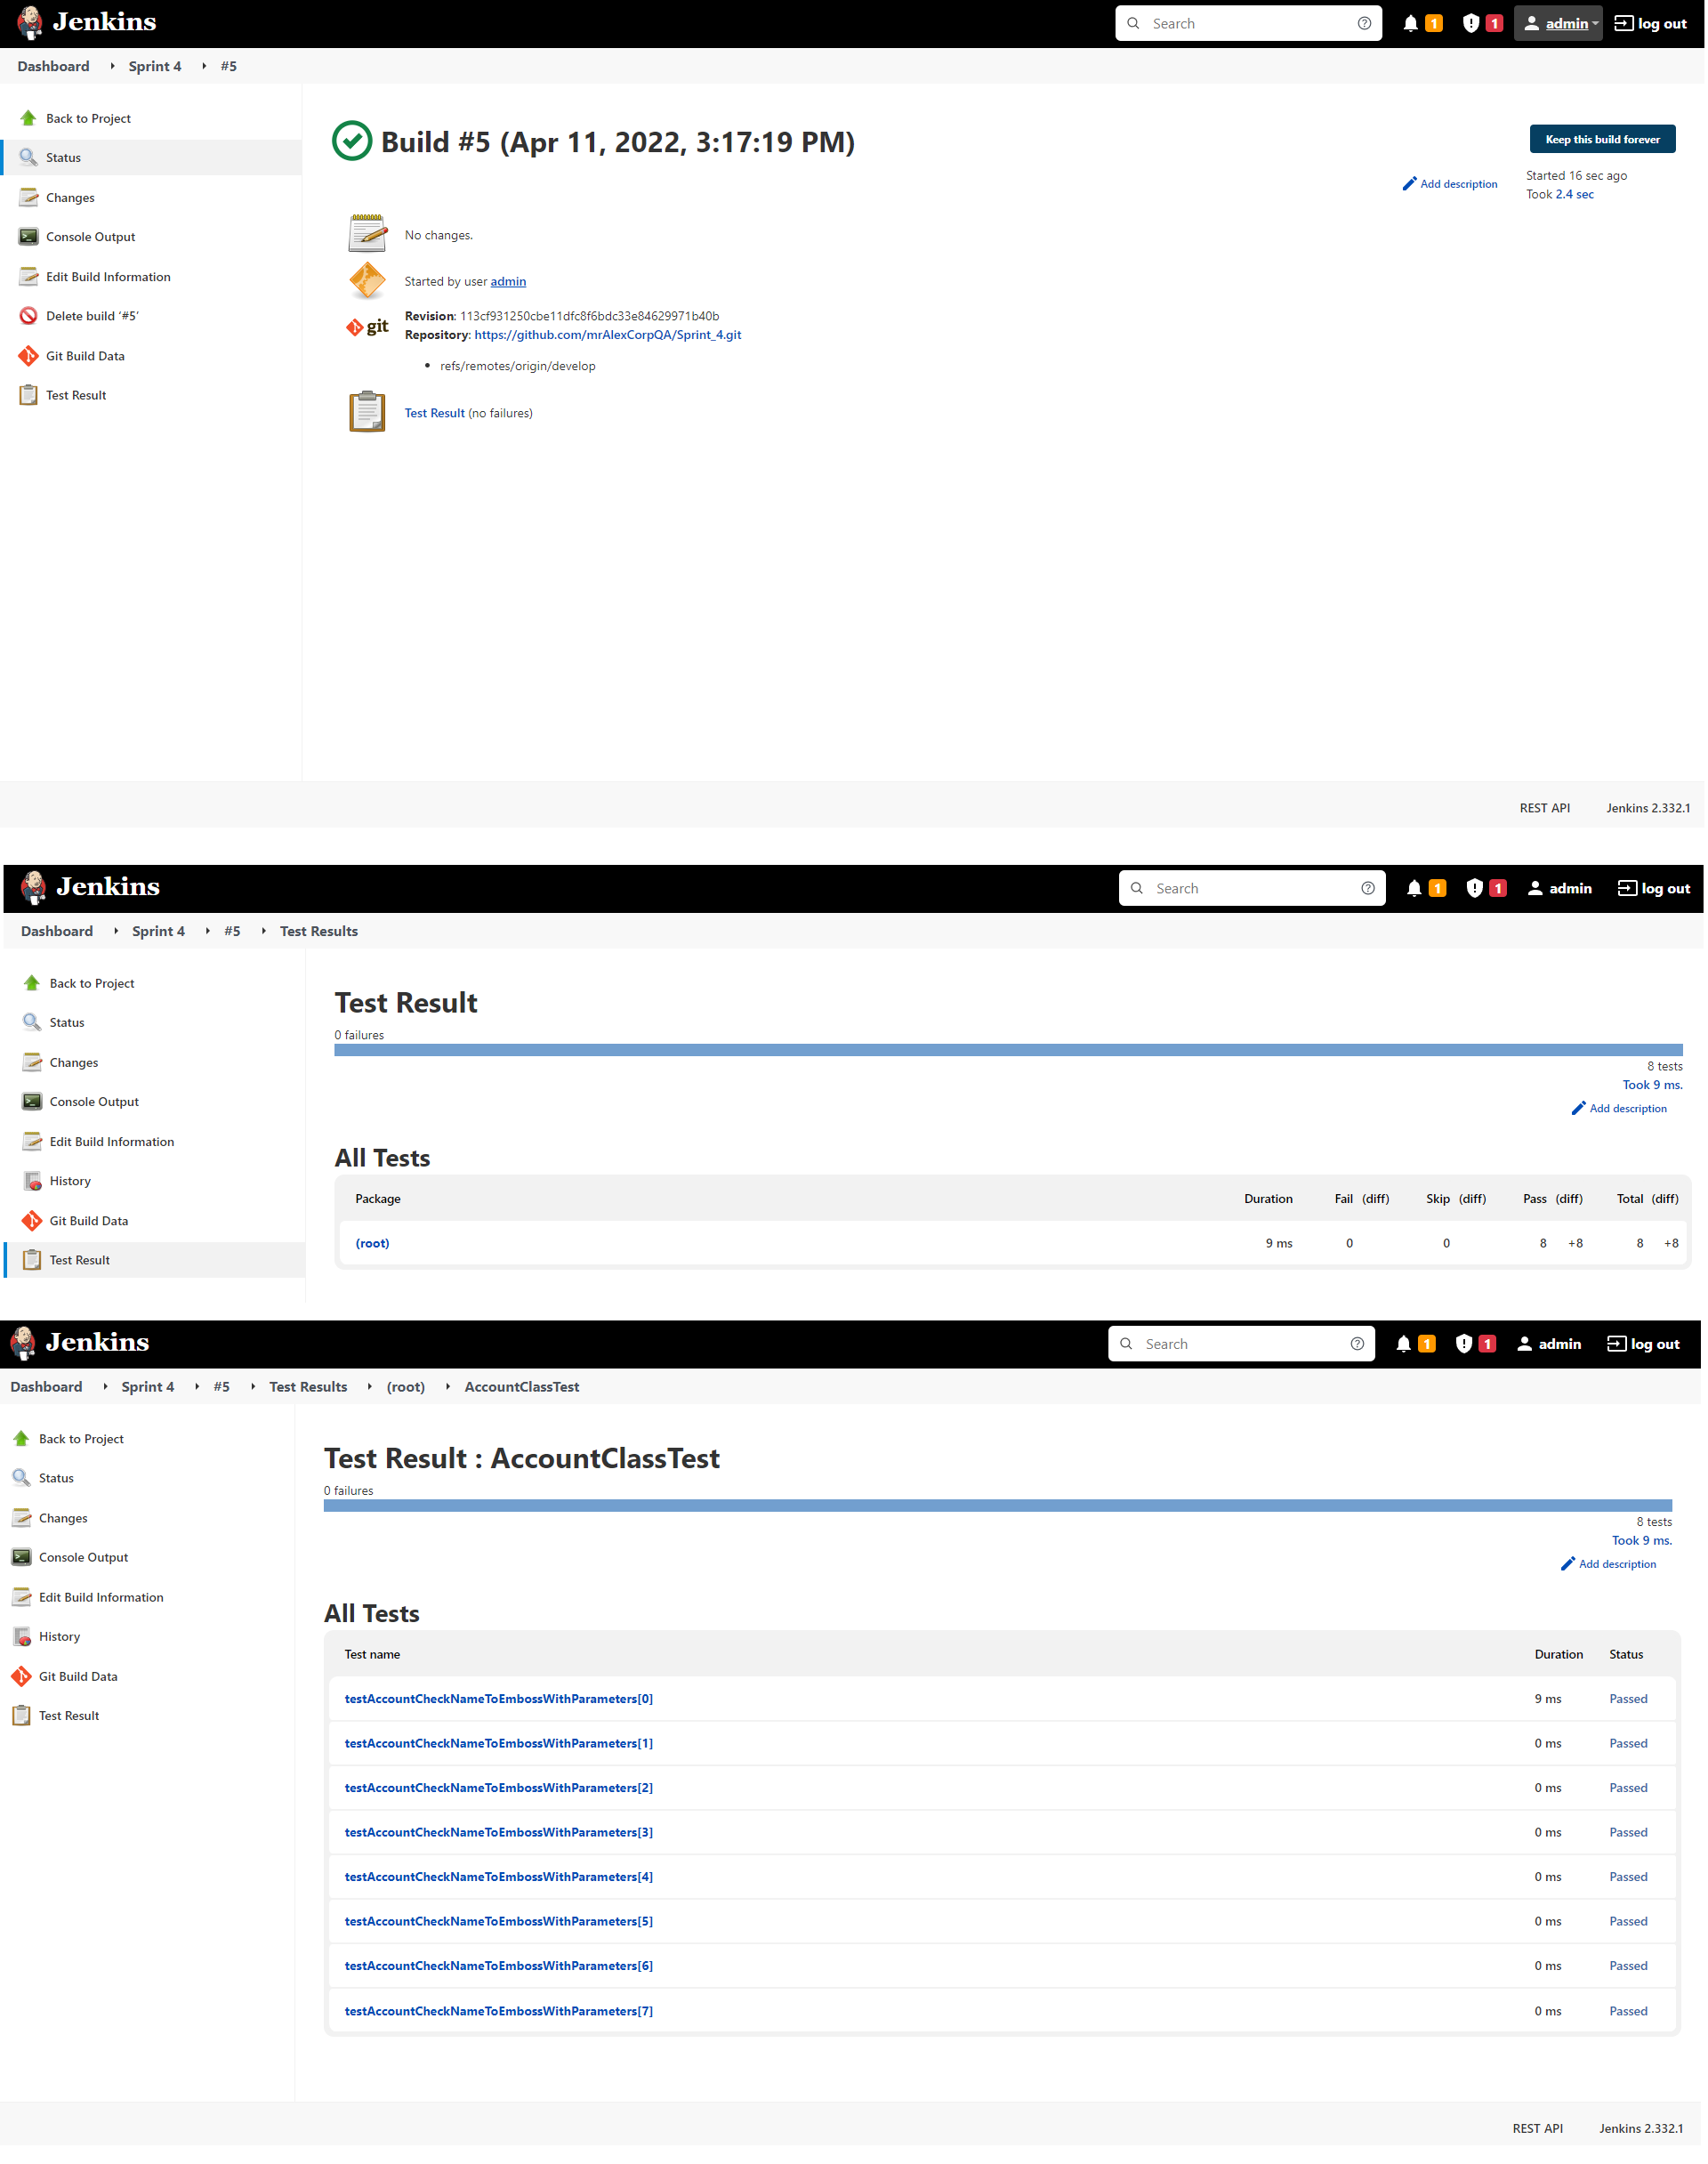 Jenkins
Search
1
1
admin
log out
Dashboard
Sprint 4
#5
Back to Project
Status
Changes
Console Output
Edit Build Information
Delete build ‘#5’
Git Build Data
Test Result
Build #5 (Apr 11, 2022, 3:17:19 PM)
Keep this build forever
Add description
Started 16 sec ago
Took 2.4 sec
No changes.
Started by user admin
git
Revision: 113cf931250cbe11dfc8f6bdc33e84629971b40b
Repository: https://github.com/mrAlexCorpQA/Sprint_4.git
refs/remotes/origin/develop
Test Result (no failures)
REST API
Jenkins 2.332.1
Jenkins
Search
1
1
admin
log out
Dashboard
Sprint 4
#5
Test Results
Back to Project
Status
Changes
Console Output
Edit Build Information
History
Git Build Data
Test Result
Test Result
0 failures
8 tests
Took 9 ms.
Add description
All Tests
Package Duration Fail (diff) Skip (diff) Pass (diff) Total (diff)
(root) 9 ms 0 0 8 +8 8 +8
Jenkins
Search
1
1
admin
log out
Dashboard
Sprint 4
#5
Test Results
(root)
AccountClassTest
Back to Project
Status
Changes
Console Output
Edit Build Information
History
Git Build Data
Test Result
Test Result : AccountClassTest
0 failures
8 tests
Took 9 ms.
Add description
All Tests
Test name Duration Status
testAccountCheckNameToEmbossWithParameters[0] 9 ms Passed
testAccountCheckNameToEmbossWithParameters[1] 0 ms Passed
testAccountCheckNameToEmbossWithParameters[2] 0 ms Passed
testAccountCheckNameToEmbossWithParameters[3] 0 ms Passed
testAccountCheckNameToEmbossWithParameters[4] 0 ms Passed
testAccountCheckNameToEmbossWithParameters[5] 0 ms Passed
testAccountCheckNameToEmbossWithParameters[6] 0 ms Passed
testAccountCheckNameToEmbossWithParameters[7] 0 ms Passed
REST API
Jenkins 2.332.1